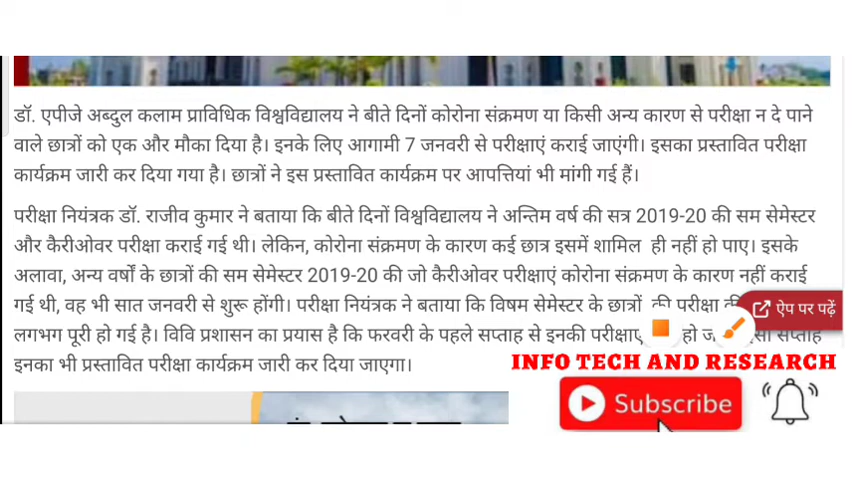 डॉ. एपीजे अब्दुल कलाम प्राविधिक विश्वविद्यालय ने बीते दिनों कोरोना संक्रमण या किसी अन्य कारण से परीक्षा न दे पाने
वाले छात्रों को एक और मौका दिया है। इनके लिए आगामी 7 जनवरी से परीक्षाएं कराई जाएंगी। इसका प्रस्तावित परीक्षा
कार्यक्रम जारी कर दिया गया है। छात्रों ने इस प्रस्तावित कार्यक्रम पर आपत्तियां भी मांगी गई हैं।
परीक्षा नियंत्रक डॉ. राजीव कुमार ने बताया कि बीते दिनों विश्वविद्यालय ने अन्तिम वर्ष की सत्र 2019-20 की सम सेमेस्टर
और कैरीओवर परीक्षा कराई गई थी। लेकिन, कोरोना संक्रमण के कारण कई छात्र इसमें शामिल ही नहीं हो पाए। इसके
अलावा, अन्य वर्षों के छात्रों की सम सेमेस्टर 2019-20 की जो कैरीओवर परीक्षाएं कोरोना संक्रमण के कारण नहीं कराई
गई थी, वह भी सात जनवरी से शुरू होंगी। परीक्षा नियंत्रक ने बताया कि विषम सेमेस्टर के छात्रों की परीक्षा
ऐप पर पढ़ें
लगभग पूरी हो गई है। विवि प्रशासन का प्रयास है कि फरवरी के पहले सप्ताह से इनकी परीक्षाएं हो सप्ताह
इनका भी प्रस्तावित परीक्षा कार्यक्रम जारी कर दिया जाएगा।
INFO TECH AND RESEARCH
Subscribe